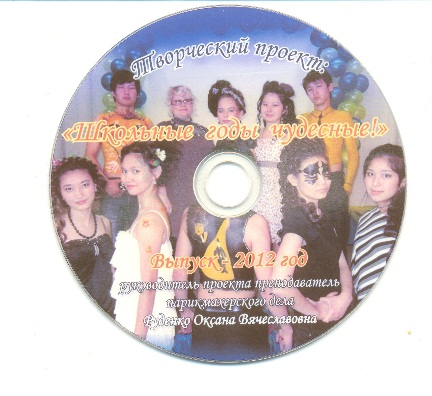 Творческий проект:
«Школьные годы чудесные!»
Выпуск - 2012 год
руководитель проекта преподаватель
парикмахерского дела
Руденко Оксана Вячеславовна